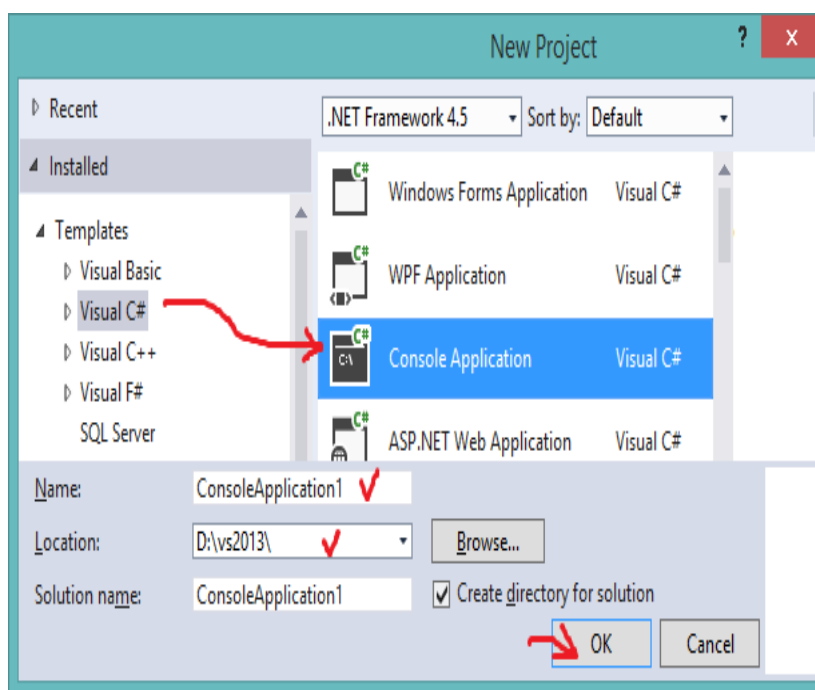 New Project
? x
Recent
.NET Framework 4.5 Sort by: Default
Installed
Templates
Visual Basic
Visual C#
Visual C++
Visual F#
SQL Server
C# Windows Forms Application Visual C#
C# WPF Application Visual C#
C# C:\ Console Application Visual C#
C# ASP.NET Web Application Visual C#
Name: ConsoleApplication1
Location: D:\vs2013\ Browse...
Solution name: ConsoleApplication1 Create directory for solution
OK Cancel